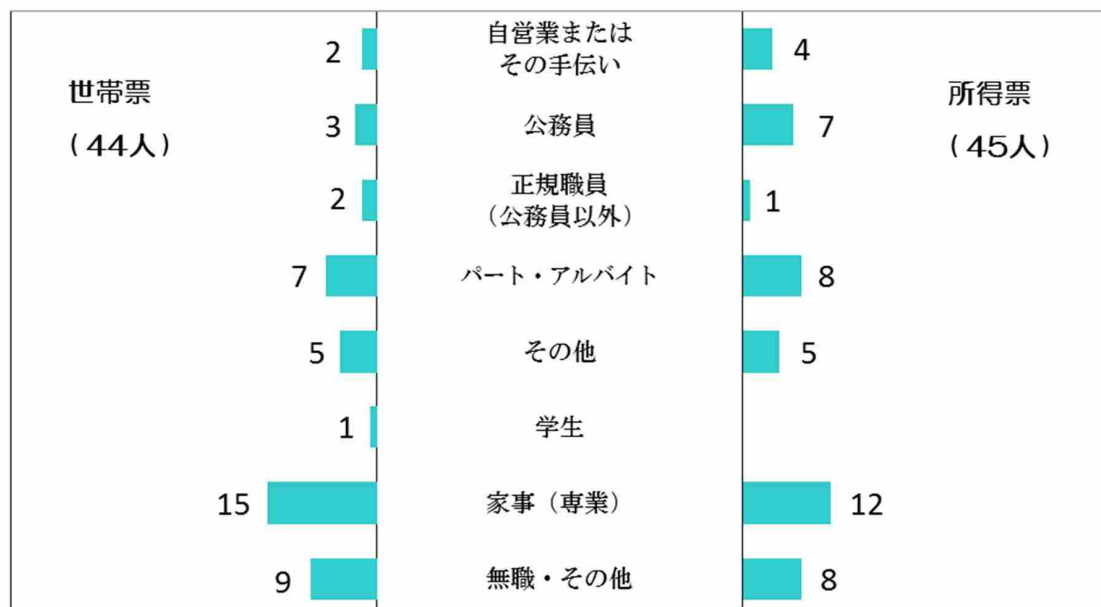 2
自営業または
その手伝い
4
世帯票
(44人)
所得票
(45人)
3
公務員
7
2
正規職員
（公務員以外）
1
7
パート・アルバイト
8
5
その他
5
1
学生
15
家事（専業）
12
9
無職・その他
8